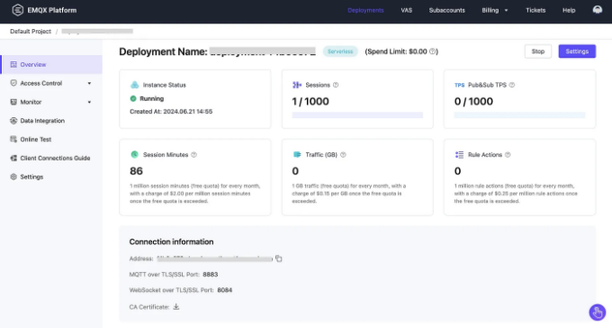 EMQX Platform
Deployments VAS Subaccounts Billing Tickets Help
Default Project /
Deployment Name: Serverless (Spend Limit: $0.00) Stop Settings
Overview
Access Control
Monitor
Data Integration
Online Test
Client Connections Guide
Settings
Instance Status
Running
Created At: 2024.06.21 14:55
Sessions
1 / 1000
TPS Pub&Sub TPS
0 / 1000
Session Minutes
86
1 million session minutes (free quota) for every month,
with a charge of $2.00 per million session minutes
once the free quota is exceeded.
Traffic (GB)
0
1 GB traffic (free quota) for every month, with a
charge of $0.15 per GB once the free quota is
exceeded.
Rule Actions
0
1 million rule actions (free quota) for every month,
with a charge of $0.25 per million rule actions once
the free quota is exceeded.
Connection information
Address:
MQTT over TLS/SSL Port: 8883
WebSocket over TLS/SSL Port: 8084
CA Certificate: